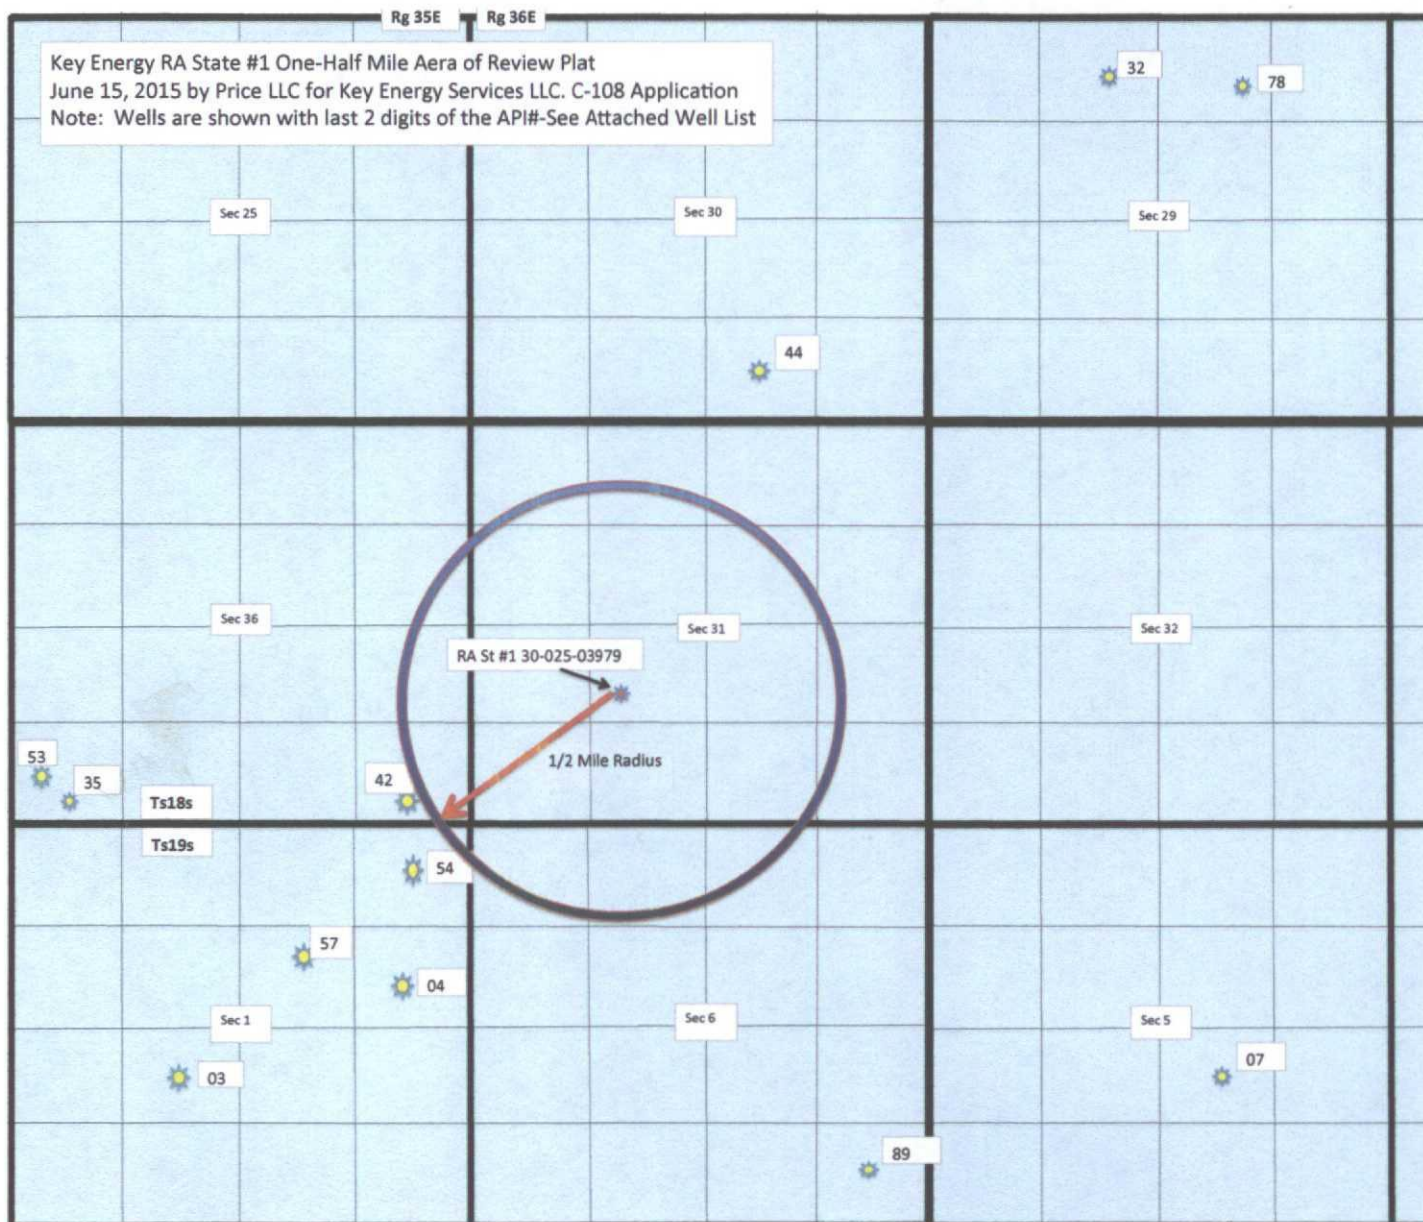 Rg 35E Rg 36E
Key Energy RA State #1 One-Half Mile Aera of Review Plat
June 15, 2015 by Price LLC for Key Energy Services LLC. C-108 Application
Note: Wells are shown with last 2 digits of the API#-See Attached Well List
32
78
Sec 25
Sec 30
Sec 29
44
Sec 36
Sec 31
Sec 32
RA St #1 30-025-03979
1/2 Mile Radius
53
35
42
Ts18s
Ts19s
54
57
04
Sec 1
Sec 6
Sec 5
03
07
89